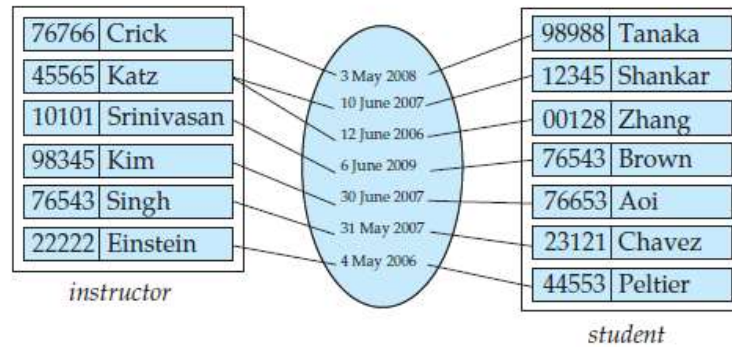 76766 Crick
45565 Katz
10101 Srinivasan
98345 Kim
76543 Singh
22222 Einstein
instructor
3 May 2008
10 June 2007
12 June 2006
6 June 2009
30 June 2007
31 May 2007
4 May 2006
98988 Tanaka
12345 Shankar
00128 Zhang
76543 Brown
76653 Aoi
23121 Chavez
44553 Peltier
student